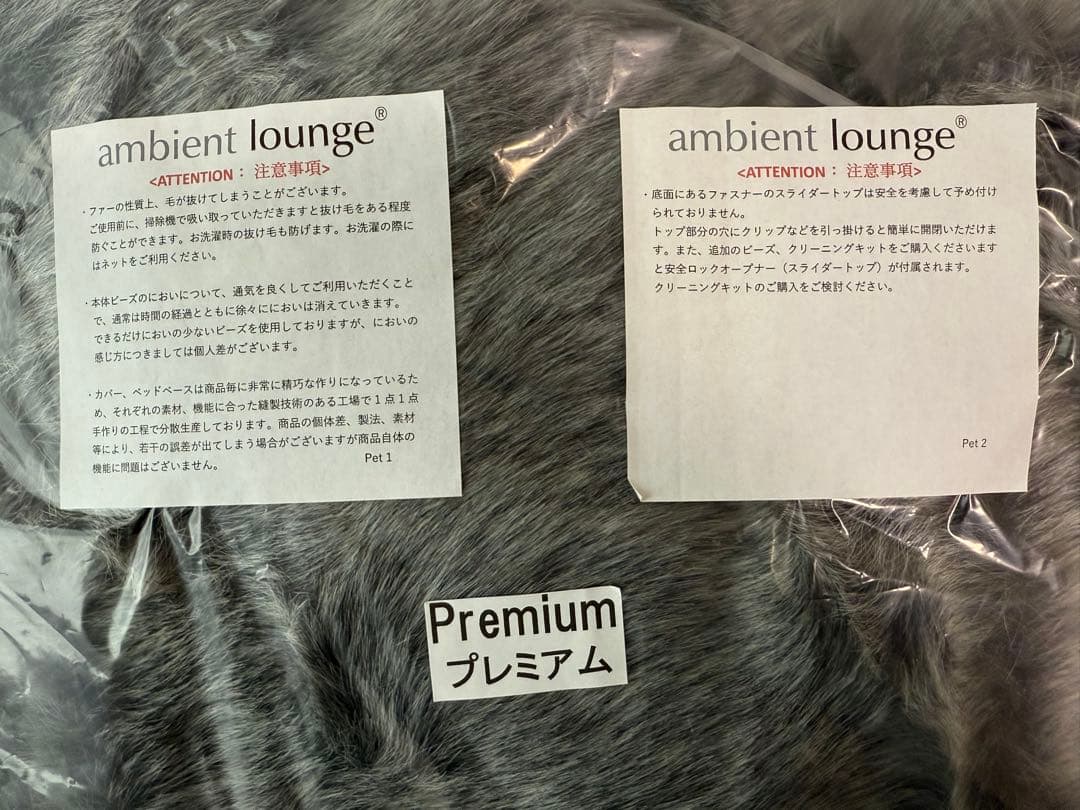 ambient lounge®
<ATTENTION： 注意事項>
・ファーの性質上、毛が抜けてしまうことがございます。
ご使用前に、掃除機で吸い取っていただきますと抜け毛をある程度
防ぐことができます。お洗濯時の抜け毛も防げます。お洗濯の際に
はネットをご利用ください。
・本体ビーズのにおいについて、通気を良くしてご利用いただくこと
で、通常は時間の経過とともに徐々ににおいは消えていきます。
できるだけにおいの少ないビーズを使用しておりますが、においの
感じ方につきましては個人差がございます。
・カバー、ベッドベースは商品毎に非常に精巧な作りになっているた
め、それぞれの素材、機能に合った縫製技術のある工場で１点１点
手作りの工程で分散生産しております。商品の個体差、製法、素材
等により、若干の誤差が出てしまう場合がございますが商品自体の
機能に問題はございません。
Pet 1
ambient lounge®
<ATTENTION： 注意事項>
・底面にあるファスナーのスライダートップは安全を考慮して予め付け
られておりません。
トップ部分の穴にクリップなどを引っ掛けると簡単に開閉いただけま
す。また、追加のビーズ、クリーニングキットをご購入くださいます
と安全ロックオープナー（スライダートップ）が付属されます。
クリーニングキットのご購入をご検討ください。
Pet 2
Premium
プレミアム